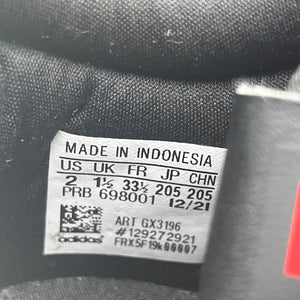 MADE IN INDONESIA
US UK FR JP CHN
2 1½ 33½ 205 205
PRB 698001 12/21
ART GX3196
#129272921
adidas FRX5F19k00007